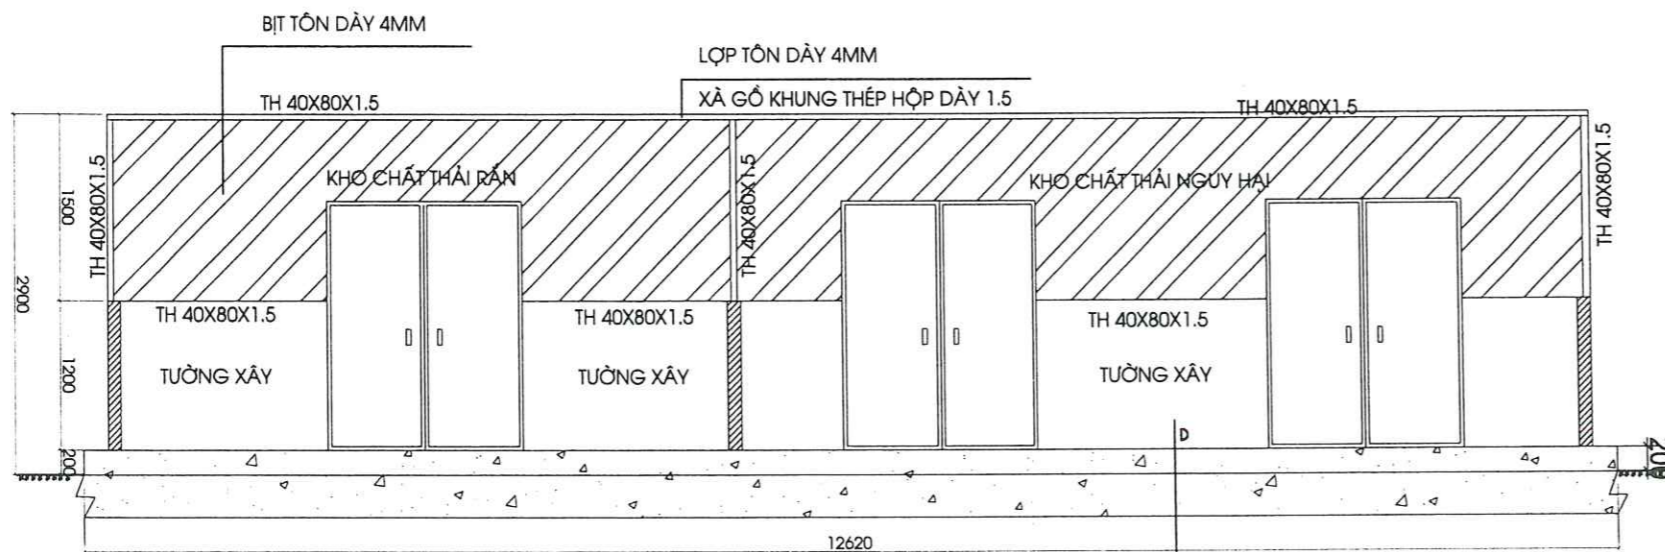 BỊT TÔN DÀY 4MM
LỢP TÔN DÀY 4MM
XÀ GỒ KHUNG THÉP HỘP DÀY 1.5
TH 40X80X1.5
TH 40X80X1.5
TH 40X80X1.5
TH 40X80X1.5
TH 40X80X1.5
KHO CHẤT THẢI RẮN
KHO CHẤT THẢI NGUY HẠI
1500
2900
TH 40X80X1.5
TH 40X80X1.5
TH 40X80X1.5
1200
TƯỜNG XÂY
TƯỜNG XÂY
TƯỜNG XÂY
D
200
12620